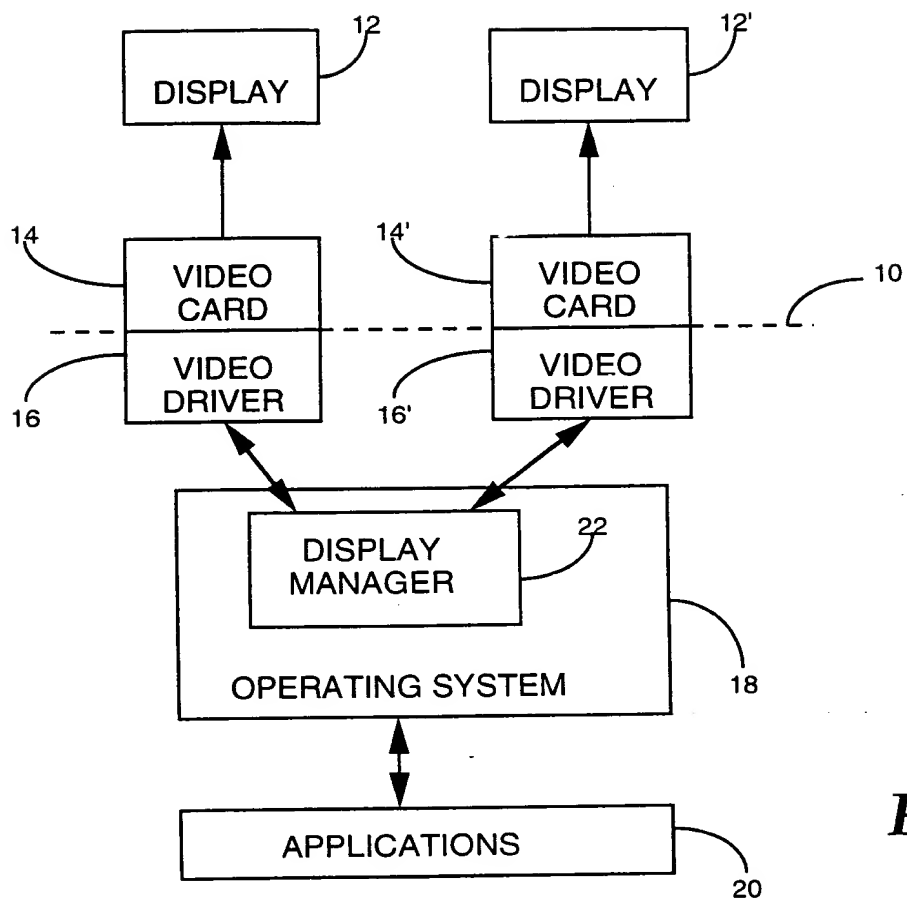 12
12'
DISPLAY
DISPLAY
14
14'
VIDEO
CARD
VIDEO
CARD
10
16
16'
VIDEO
DRIVER
VIDEO
DRIVER
DISPLAY
MANAGER
22
OPERATING SYSTEM
18
APPLICATIONS
20